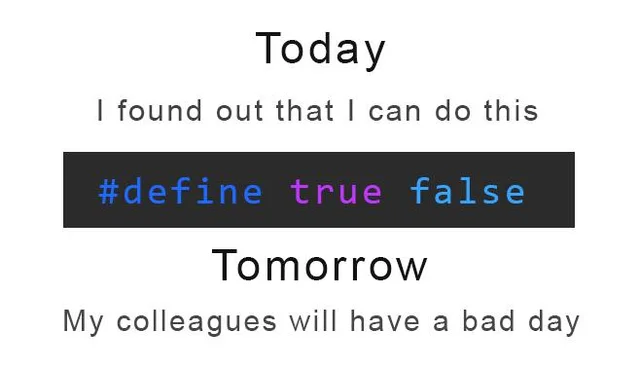 Today
I found out that I can do this
#define true false
Tomorrow
My colleagues will have a bad day